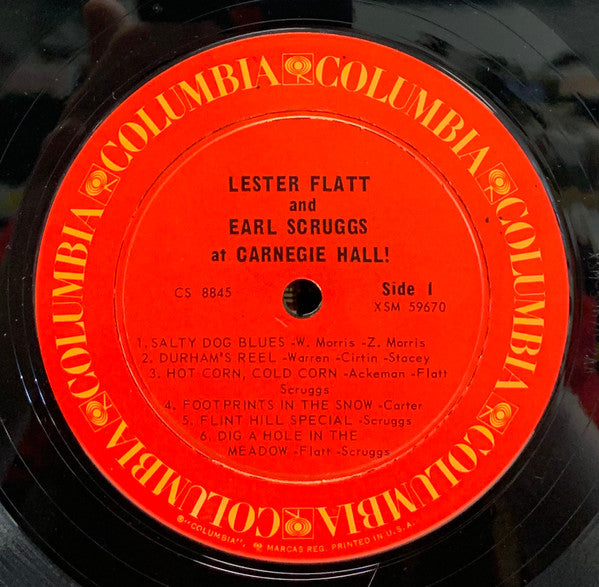 COLUMBIA COLUMBIA COLUMBIA COLUMBIA COLUMBIA COLUMBIA
LESTER FLATT
and
EARL SCRUGGS
at CARNEGIE HALL!
CS 8845
Side 1
XSM 59670
1. SALTY DOG BLUES -W. Morris -Z. Morris
2. DURHAM'S REEL -Warren -Cirtin -Stacey
3. HOT CORN, COLD CORN -Ackeman -Flatt
Scruggs
4. FOOTPRINTS IN THE SNOW -Carter
5. FLINT HILL SPECIAL -Scruggs
6. DIG A HOLE IN THE
MEADOW -Flatt -Scruggs
®"COLUMBIA", ® MARCAS REG. PRINTED IN U.S.A.